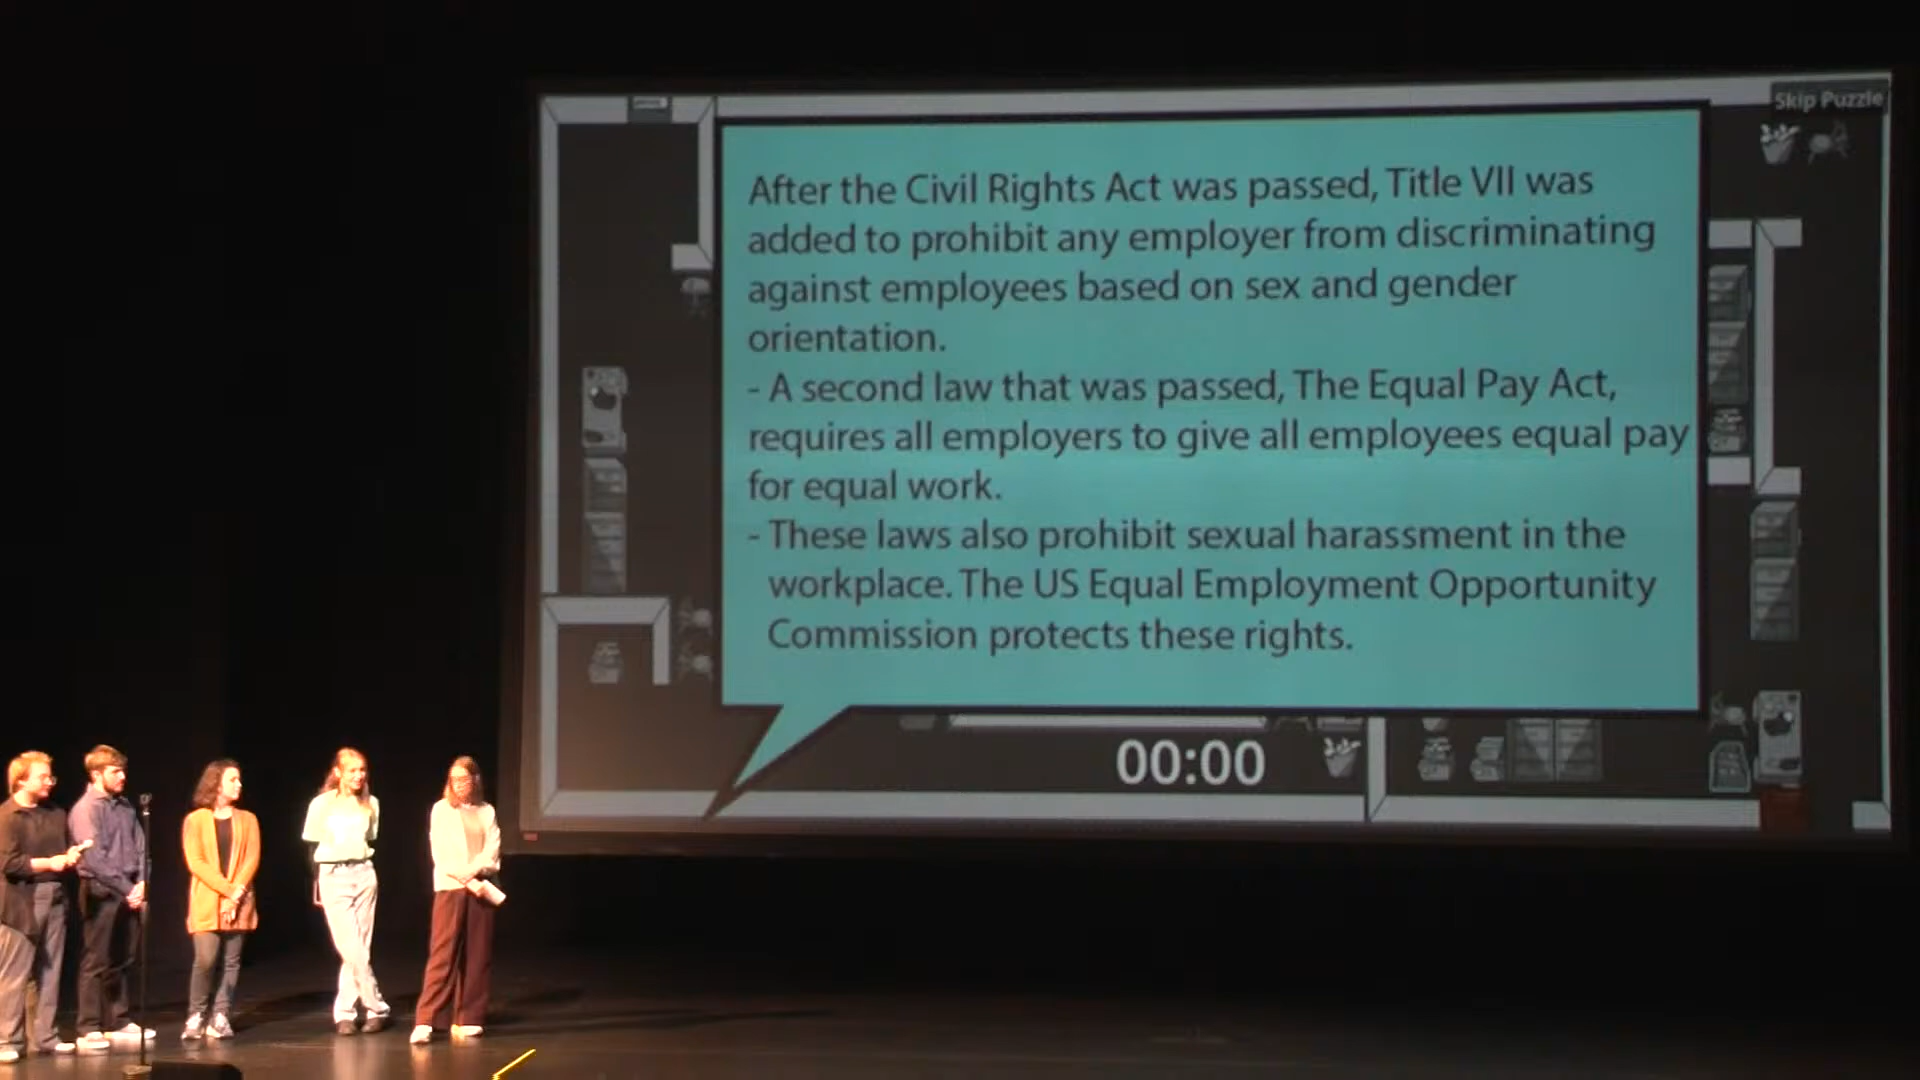 Skip Puzzle
After the Civil Rights Act was passed, Title VII was
added to prohibit any employer from discriminating
against employees based on sex and gender
orientation.
- A second law that was passed, The Equal Pay Act,
requires all employers to give all employees equal pay
for equal work.
- These laws also prohibit sexual harassment in the
workplace. The US Equal Employment Opportunity
Commission protects these rights.
00:00